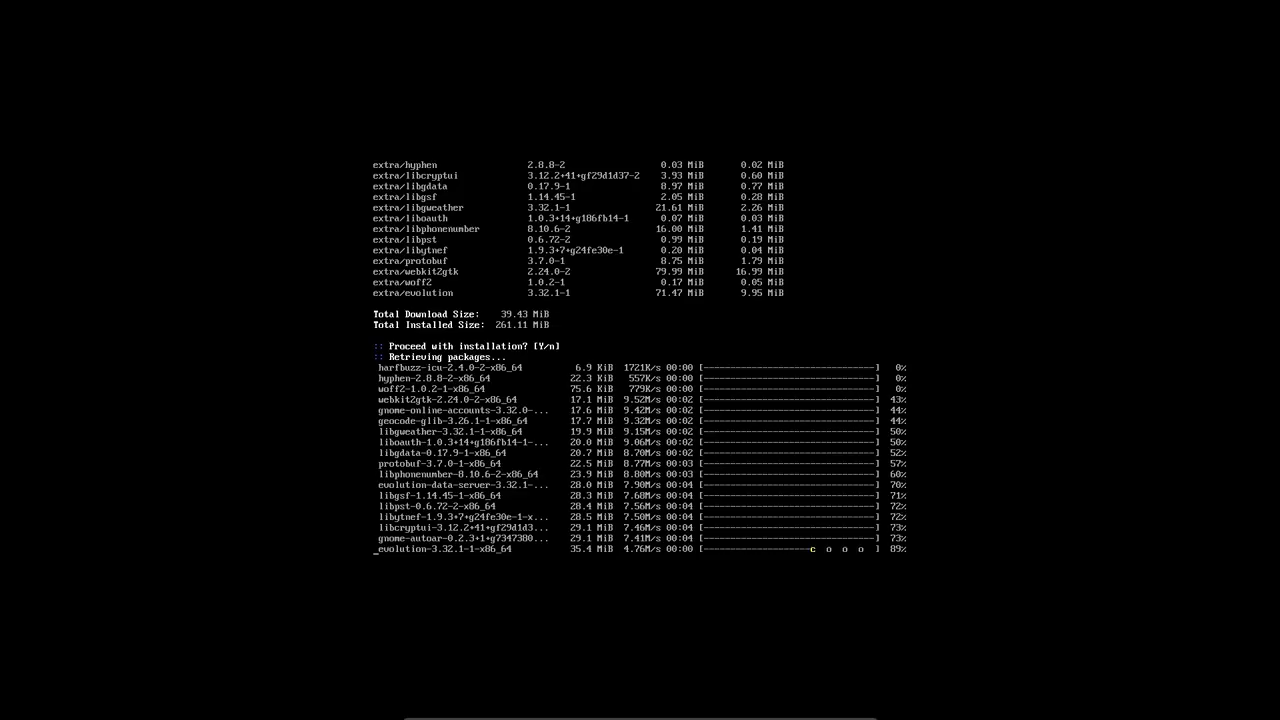 extra/hyphen 2.8.8-2 0.03 MiB 0.02 MiB
extra/libcryptui 3.12.2+41+gf29d1d37-2 3.93 MiB 0.60 MiB
extra/libgdata 0.17.9-1 8.97 MiB 0.77 MiB
extra/libgsf 1.14.45-1 2.05 MiB 0.28 MiB
extra/libgweather 3.32.1-1 21.61 MiB 2.26 MiB
extra/liboauth 1.0.3+14+g186fb14-1 0.07 MiB 0.03 MiB
extra/libphonenumber 8.10.6-2 16.00 MiB 1.41 MiB
extra/libpst 0.6.72-2 0.99 MiB 0.19 MiB
extra/libytnef 1.9.3+7+g24fe30e-1 0.20 MiB 0.04 MiB
extra/protobuf 3.7.0-1 8.75 MiB 1.79 MiB
extra/webkit2gtk 2.24.0-2 79.99 MiB 16.99 MiB
extra/woff2 1.0.2-1 0.17 MiB 0.05 MiB
extra/evolution 3.32.1-1 71.47 MiB 9.95 MiB
Total Download Size: 39.43 MiB
Total Installed Size: 261.11 MiB
:: Proceed with installation? [Y/n]
:: Retrieving packages...
harfbuzz-icu-2.4.0-2-x86_64 6.9 KiB 1721K/s 00:00 [--------------------------------] 0%
hyphen-2.8.8-2-x86_64 22.3 KiB 557K/s 00:00 [--------------------------------] 0%
woff2-1.0.2-1-x86_64 75.6 KiB 779K/s 00:00 [--------------------------------] 0%
webkit2gtk-2.24.0-2-x86_64 17.1 MiB 9.52M/s 00:02 [--------------------------------] 43%
gnome-online-accounts-3.32.0-... 17.6 MiB 9.42M/s 00:02 [--------------------------------] 44%
geocode-glib-3.26.1-1-x86_64 17.7 MiB 9.32M/s 00:02 [--------------------------------] 44%
libgweather-3.32.1-1-x86_64 19.9 MiB 9.15M/s 00:02 [--------------------------------] 50%
liboauth-1.0.3+14+g186fb14-1-... 20.0 MiB 9.06M/s 00:02 [--------------------------------] 50%
libgdata-0.17.9-1-x86_64 20.7 MiB 8.70M/s 00:02 [--------------------------------] 52%
protobuf-3.7.0-1-x86_64 22.5 MiB 8.77M/s 00:03 [--------------------------------] 57%
libphonenumber-8.10.6-2-x86_64 23.9 MiB 8.80M/s 00:03 [--------------------------------] 60%
evolution-data-server-3.32.1-... 28.0 MiB 7.90M/s 00:04 [--------------------------------] 70%
libgsf-1.14.45-1-x86_64 28.3 MiB 7.68M/s 00:04 [--------------------------------] 71%
libpst-0.6.72-2-x86_64 28.4 MiB 7.56M/s 00:04 [--------------------------------] 72%
libytnef-1.9.3+7+g24fe30e-1-x... 28.5 MiB 7.50M/s 00:04 [--------------------------------] 72%
libcryptui-3.12.2+41+gf29d1d3... 29.1 MiB 7.46M/s 00:04 [--------------------------------] 73%
gnome-autoar-0.2.3+1+g7347380... 29.1 MiB 7.41M/s 00:04 [--------------------------------] 73%
_evolution-3.32.1-1-x86_64 35.4 MiB 4.76M/s 00:00 [--------------------c o o o ] 89%